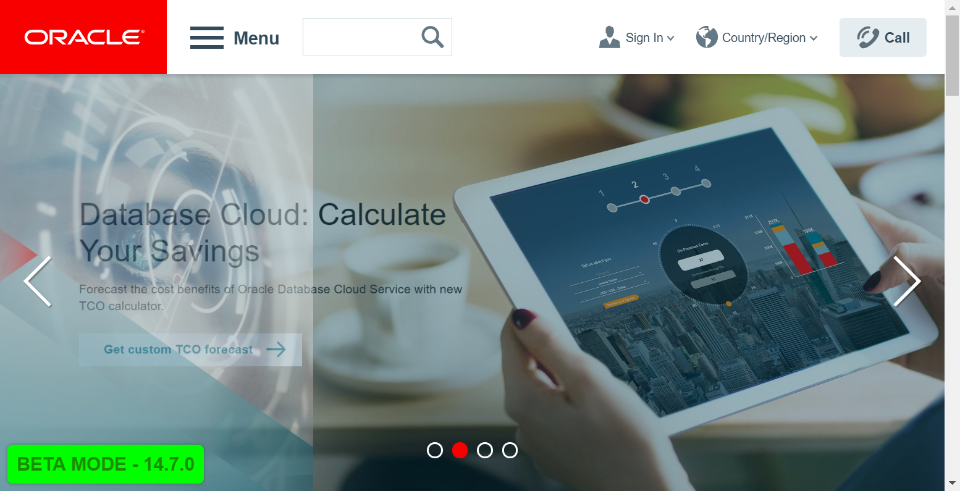 ORACLE
Menu
Sign In
Country/Region
Call
1 2 3 4
Database Cloud: Calculate
Your Savings
Forecast the cost benefits of Oracle Database Cloud Service with new
TCO calculator.
Get custom TCO forecast
BETA MODE - 14.7.0